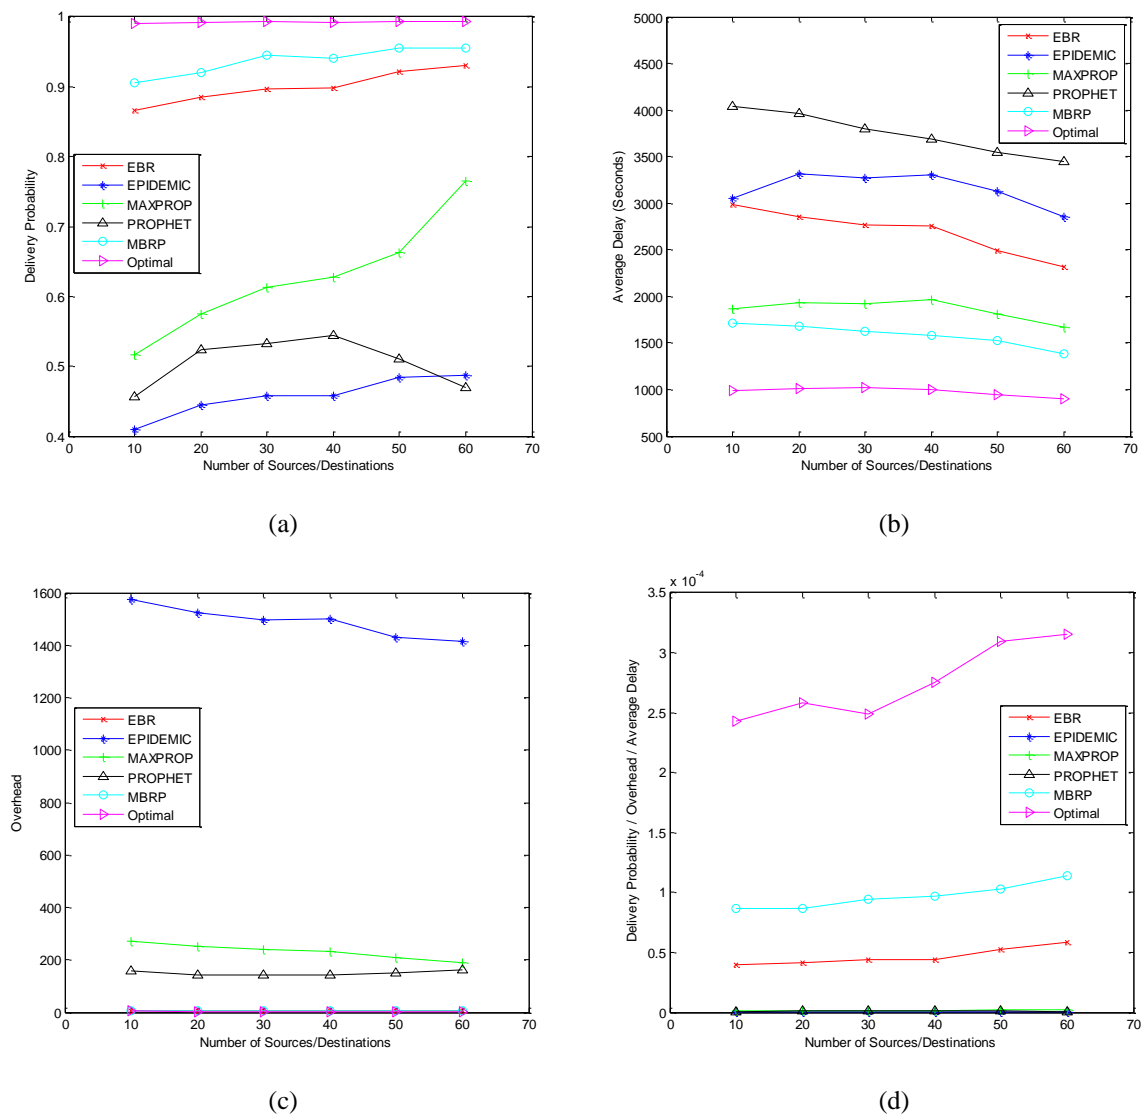 1
0.9
0.8
0.7
0.6
0.5
0.4
0 10 20 30 40 50 60 70
Delivery Probability
Number of Sources/Destinations
EBR
EPIDEMIC
MAXPROP
PROPHET
MBRP
Optimal
(a)
5000
4500
4000
3500
3000
2500
2000
1500
1000
500
0 10 20 30 40 50 60 70
Average Delay (Seconds)
Number of Sources/Destinations
EBR
EPIDEMIC
MAXPROP
PROPHET
MBRP
Optimal
(b)
1600
1400
1200
1000
800
600
400
200
0
0 10 20 30 40 50 60 70
Overhead
Number of Sources/Destinations
EBR
EPIDEMIC
MAXPROP
PROPHET
MBRP
Optimal
(c)
x 10-4
3.5
3
2.5
2
1.5
1
0.5
0
0 10 20 30 40 50 60 70
Delivery Probability / Overhead / Average Delay
Number of Sources/Destinations
EBR
EPIDEMIC
MAXPROP
PROPHET
MBRP
Optimal
(d)